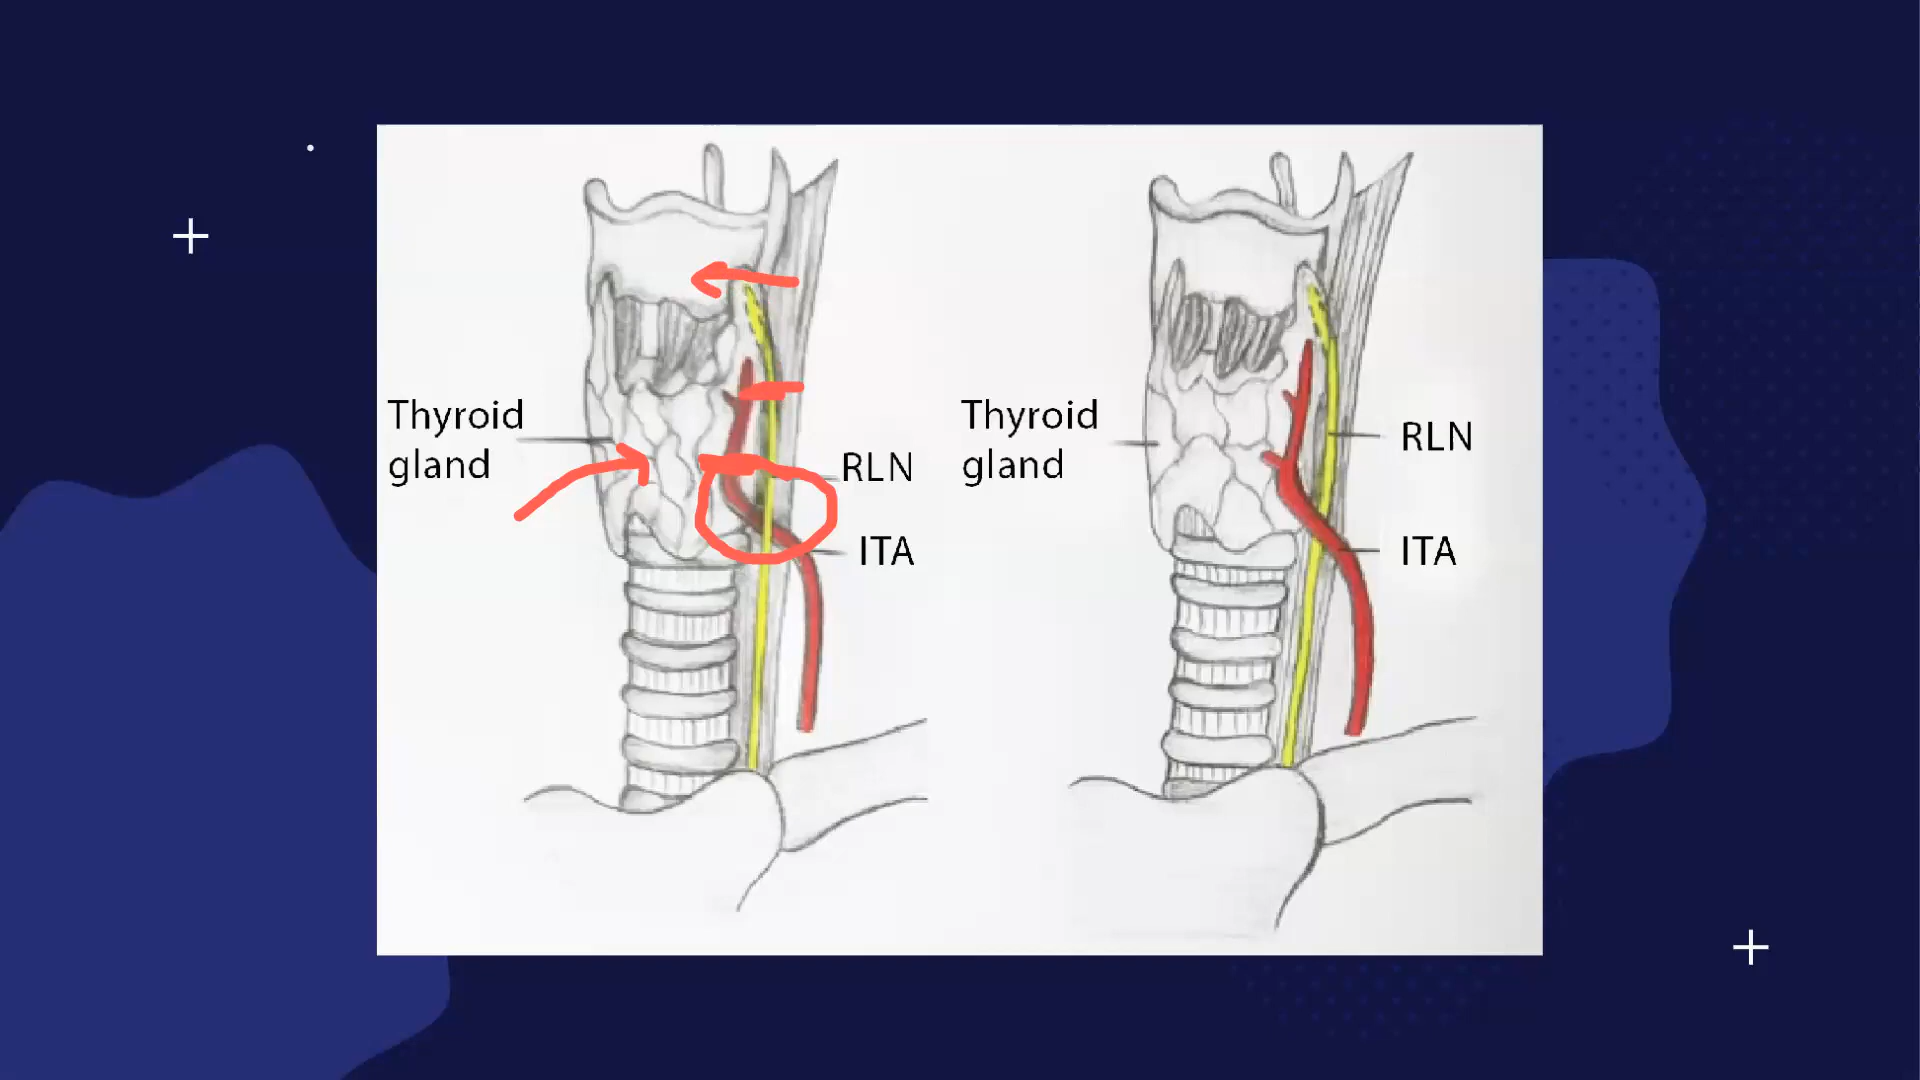 Thyroid
gland
RLN
ITA
Thyroid
gland
RLN
ITA